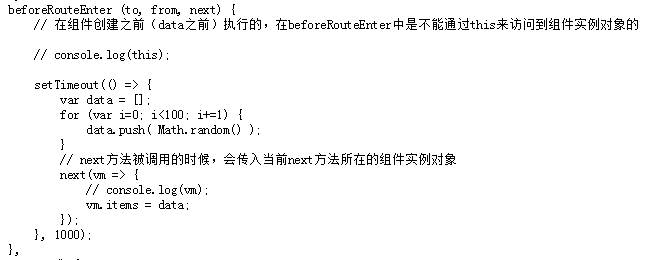 beforeRouteEnter (to, from, next) {
// 在组件创建之前（data之前）执行的，在beforeRouteEnter中是不能通过this来访问到组件实例对象的
// console.log(this);
setTimeout(() => {
var data = [];
for (var i=0; i<100; i+=1) {
data.push( Math.random() );
}
// next方法被调用的时候，会传入当前next方法所在的组件实例对象
next(vm => {
// console.log(vm);
vm.items = data;
});
}, 1000);
},